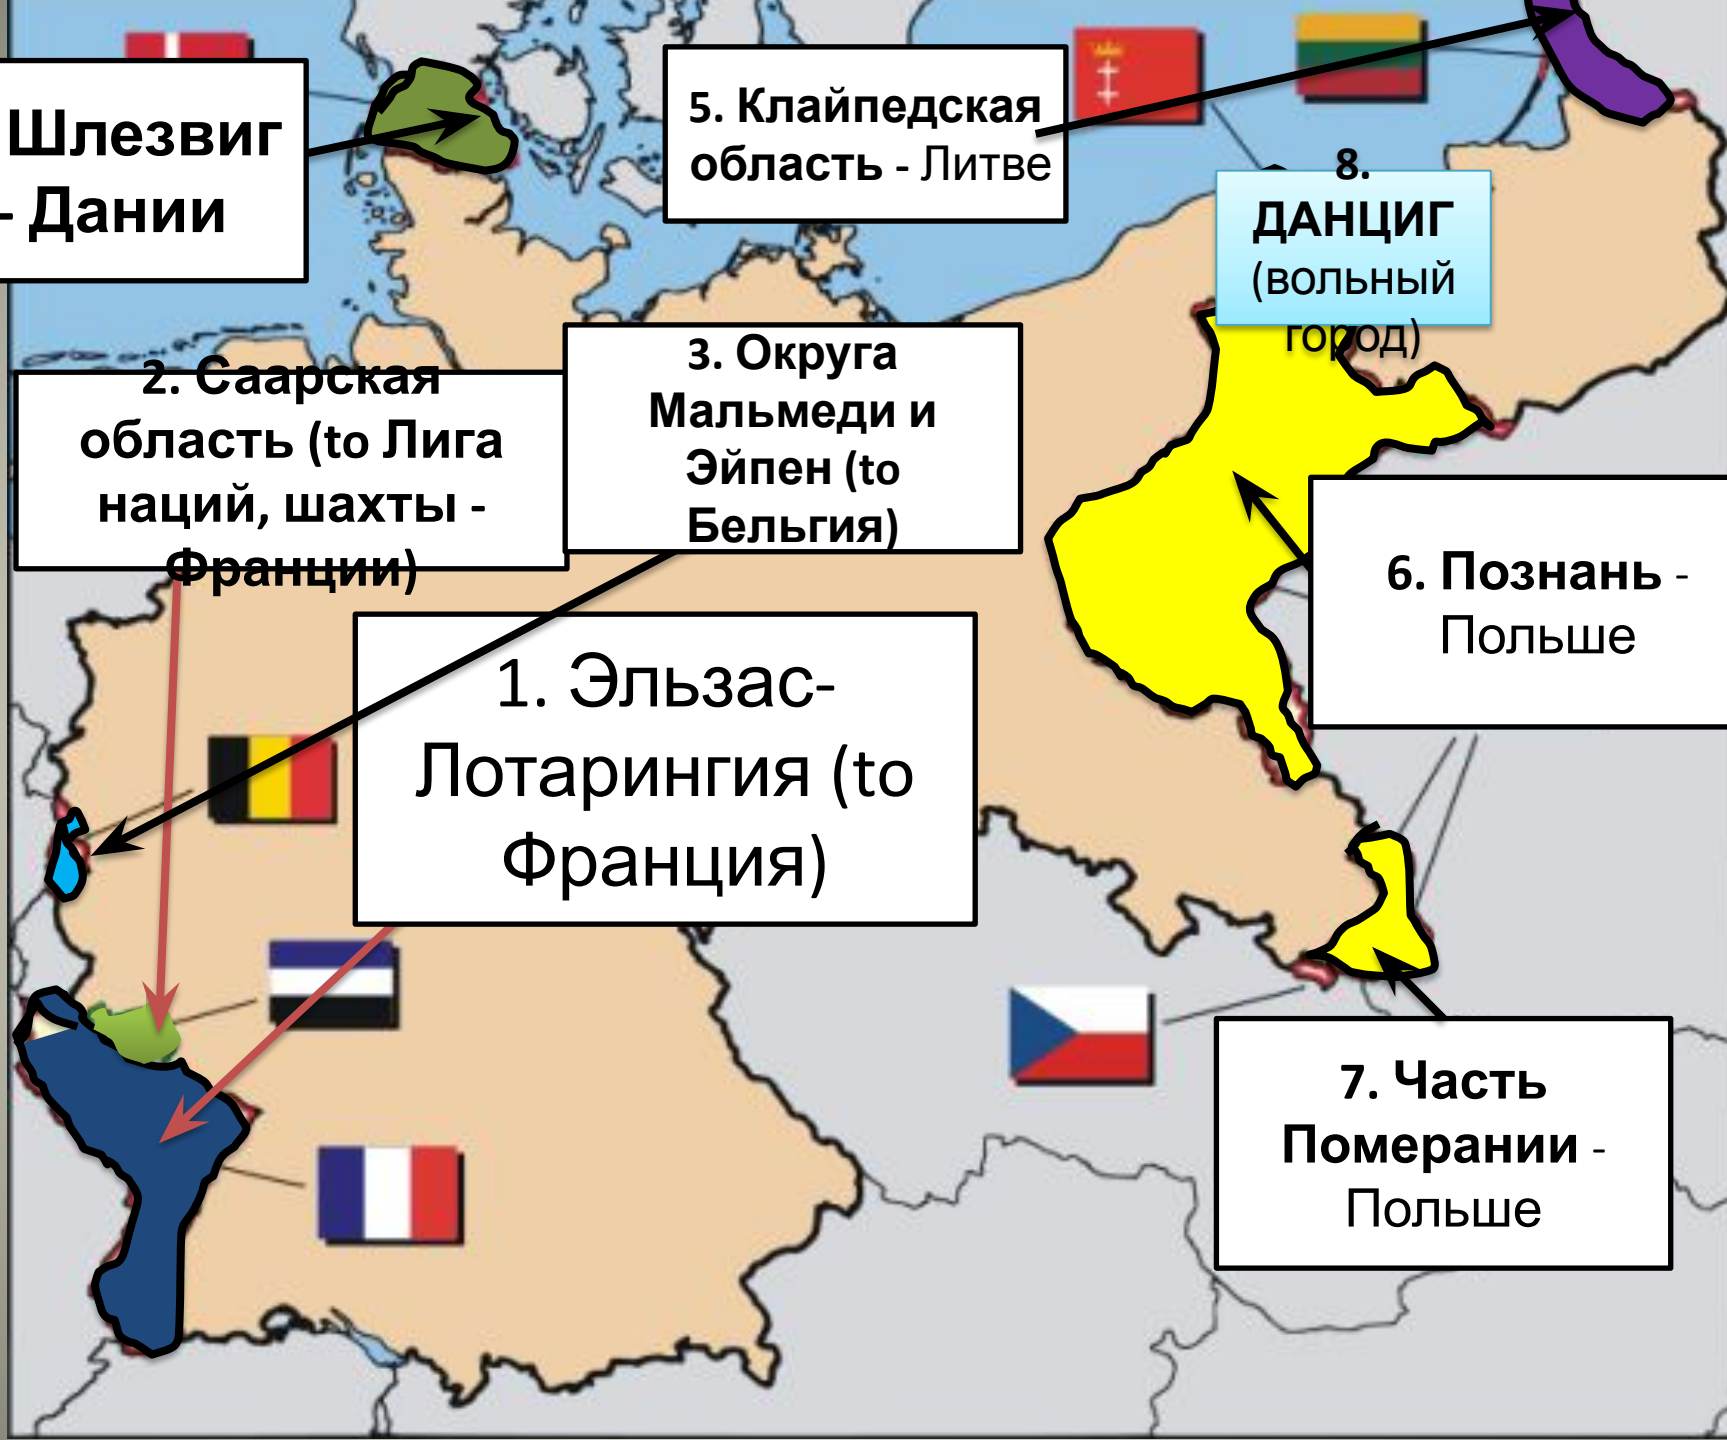 Шлезвиг
- Дании
5. Клайпедская
область - Литве
8.
ДАНЦИГ
(вольный
город)
2. Саарская
область (to Лига
наций, шахты -
Франции)
3. Округа
Мальмеди и
Эйпен (to
Бельгия)
6. Познань -
Польше
1. Эльзас-
Лотарингия (to
Франция)
7. Часть
Померании -
Польше